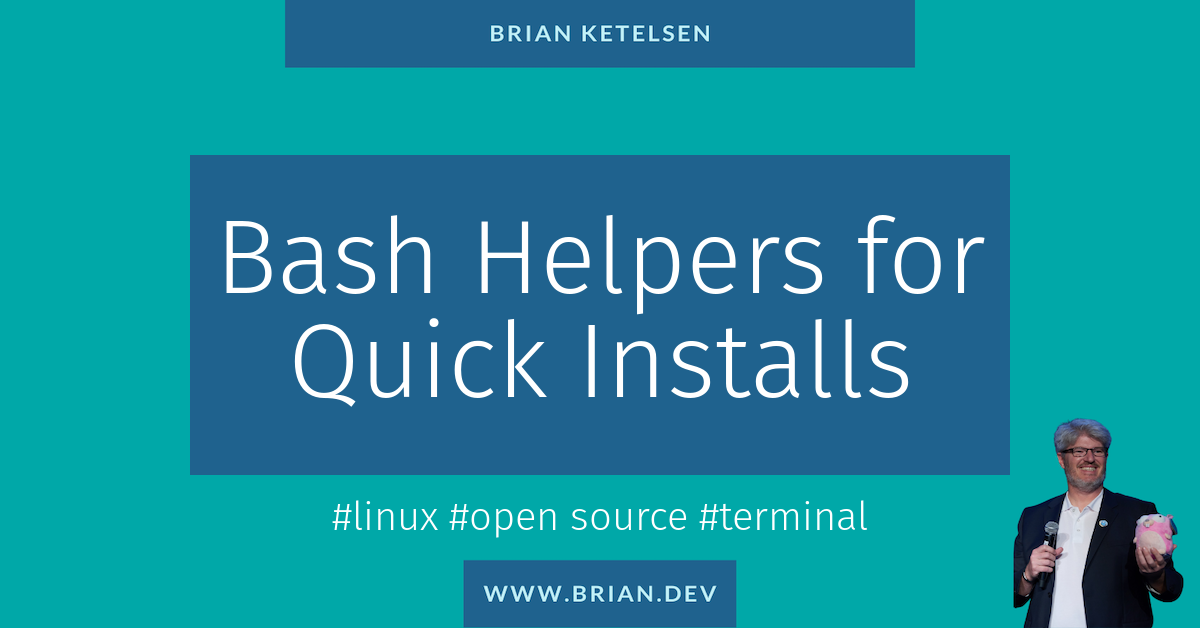 BRIAN KETELSEN
Bash Helpers for
Quick Installs
#linux #open source #terminal
WWW.BRIAN.DEV